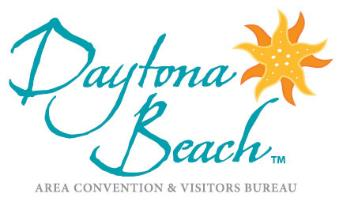 Daytona
Beach™
AREA CONVENTION & VISITORS BUREAU